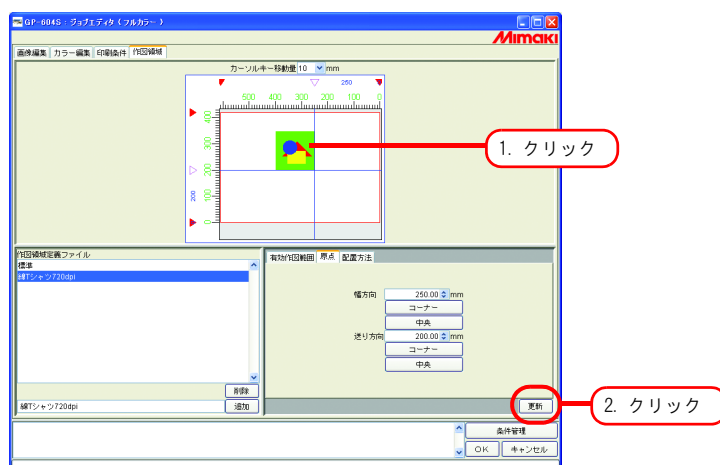 GP-604S : ジョブエディタ ( フルカラー )
Mimaki
画像編集 カラー編集 印刷条件 作図領域
カーソルキー移動量 10 mm
250
500 400 300 200 100 0
400
300
200
100
0
200
1. クリック
作図領域定義ファイル
標準
綿Tシャツ720dpi
有効作図範囲 原点 配置方法
幅方向 250.00 mm
コーナー
中央
送り方向 200.00 mm
コーナー
中央
削除
綿Tシャツ720dpi 追加
更新
2. クリック
条件管理
OK キャンセル